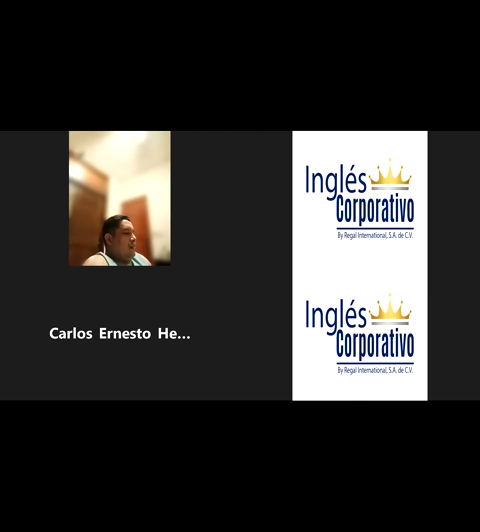 Inglés
Corporativo
By Regal International, S.A. de C.V.
Carlos Ernesto He...
Inglés
Corporativo
By Regal International, S.A. de C.V.